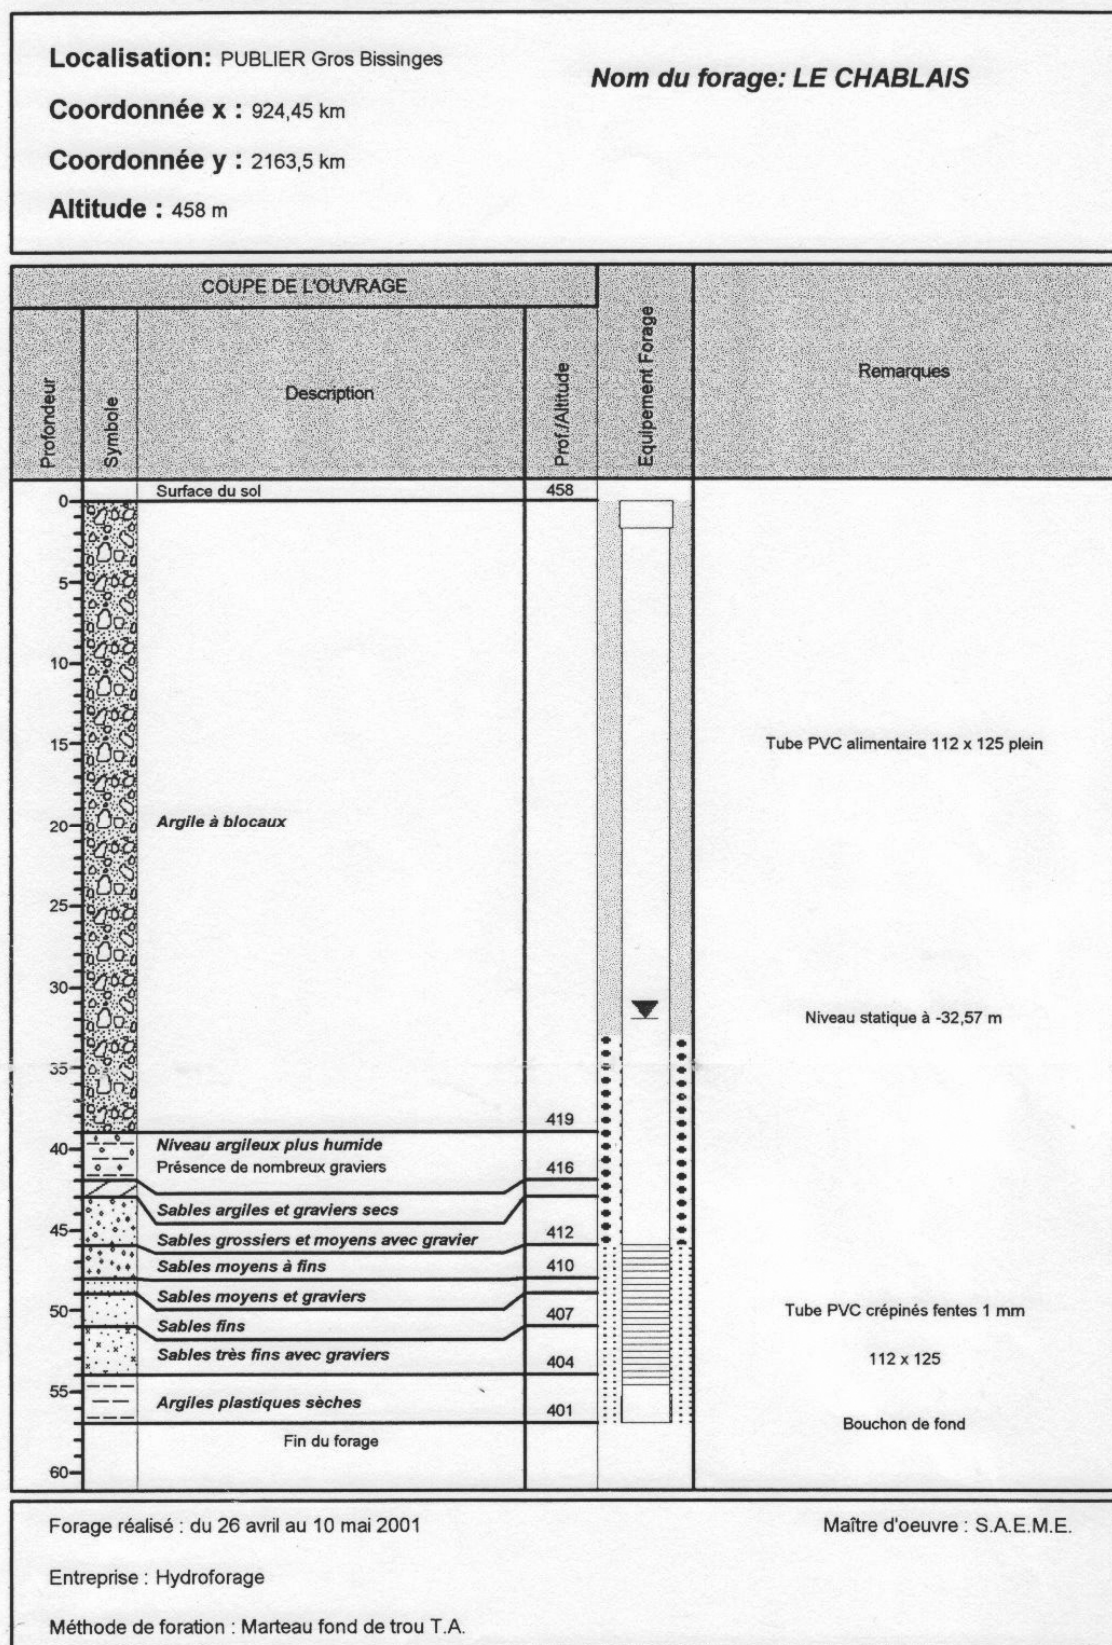 Localisation: PUBLIER Gros Bissinges
Nom du forage: LE CHABLAIS
Coordonnée x : 924,45 km
Coordonnée y : 2163,5 km
Altitude : 458 m
COUPE DE L'OUVRAGE
Profondeur
Symbole
Description
Prof./Altitude
Equipement Forage
Remarques
Surface du sol 458
0
5
10
15 Tube PVC alimentaire 112 x 125 plein
20 Argile à blocaux
25
30
Niveau statique à -32,57 m
35
419
40 Niveau argileux plus humide
Présence de nombreux graviers 416
Sables argiles et graviers secs
45 Sables grossiers et moyens avec gravier 412
Sables moyens à fins 410
Sables moyens et graviers
50 407 Tube PVC crépinés fentes 1 mm
Sables fins
Sables très fins avec graviers 404 112 x 125
55 Argiles plastiques sèches 401
Bouchon de fond
Fin du forage
60
Forage réalisé : du 26 avril au 10 mai 2001 Maître d'oeuvre : S.A.E.M.E.
Entreprise : Hydroforage
Méthode de foration : Marteau fond de trou T.A.